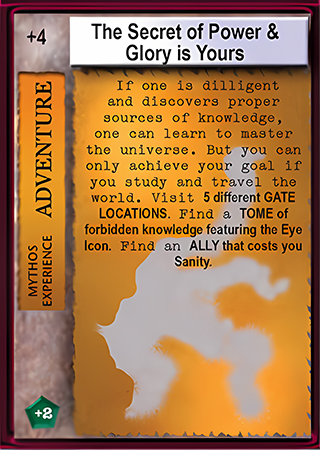 +4
The Secret of Power &
Glory is Yours
MYTHOS
EXPERIENCE
ADVENTURE
If one is dilligent
and discovers proper
sources of knowledge,
one can learn to master
the universe. But you can
only achieve your goal if
you study and travel the
world. Visit 5 different GATE
LOCATIONS. Find a TOME of
forbidden knowledge featuring the Eye
Icon. Find an ALLY that costs you
Sanity.
+2